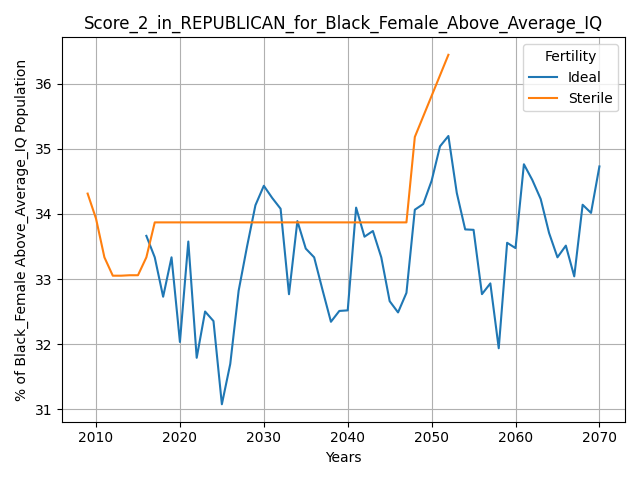 Score_2_in_REPUBLICAN_for_Black_Female_Above_Average_IQ
% of Black_Female Above_Average_IQ Population
36
35
34
33
32
31
Fertility
Ideal
Sterile
2010 2020 2030 2040 2050 2060 2070
Years